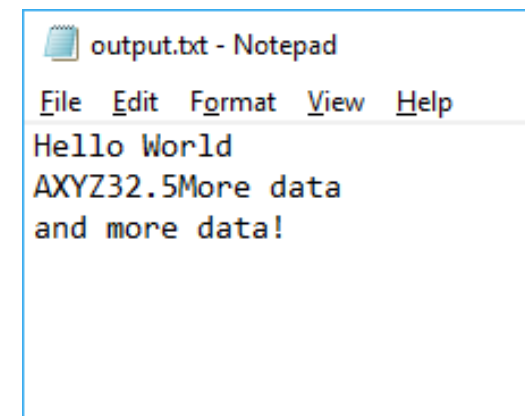 output.txt - Notepad
File Edit Format View Help
Hello World
AXYZ32.5More data
and more data!